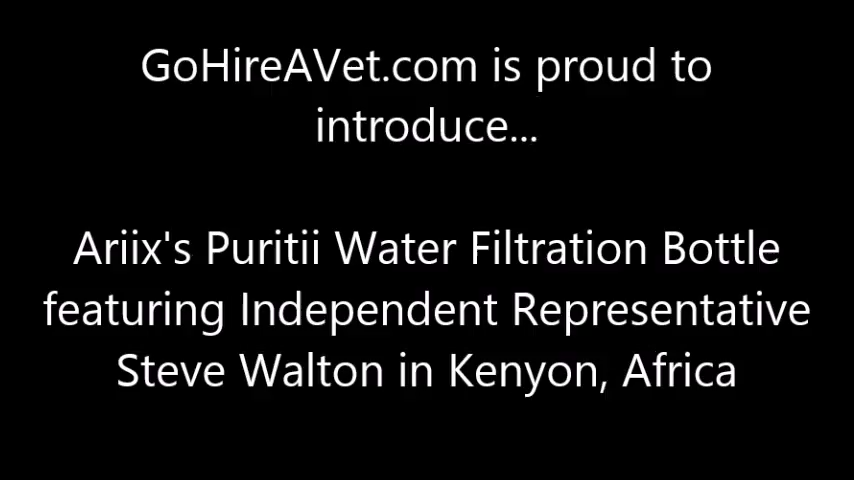 GoHireAVet.com is proud to
introduce...
Ariix's Puritii Water Filtration Bottle
featuring Independent Representative
Steve Walton in Kenyon, Africa